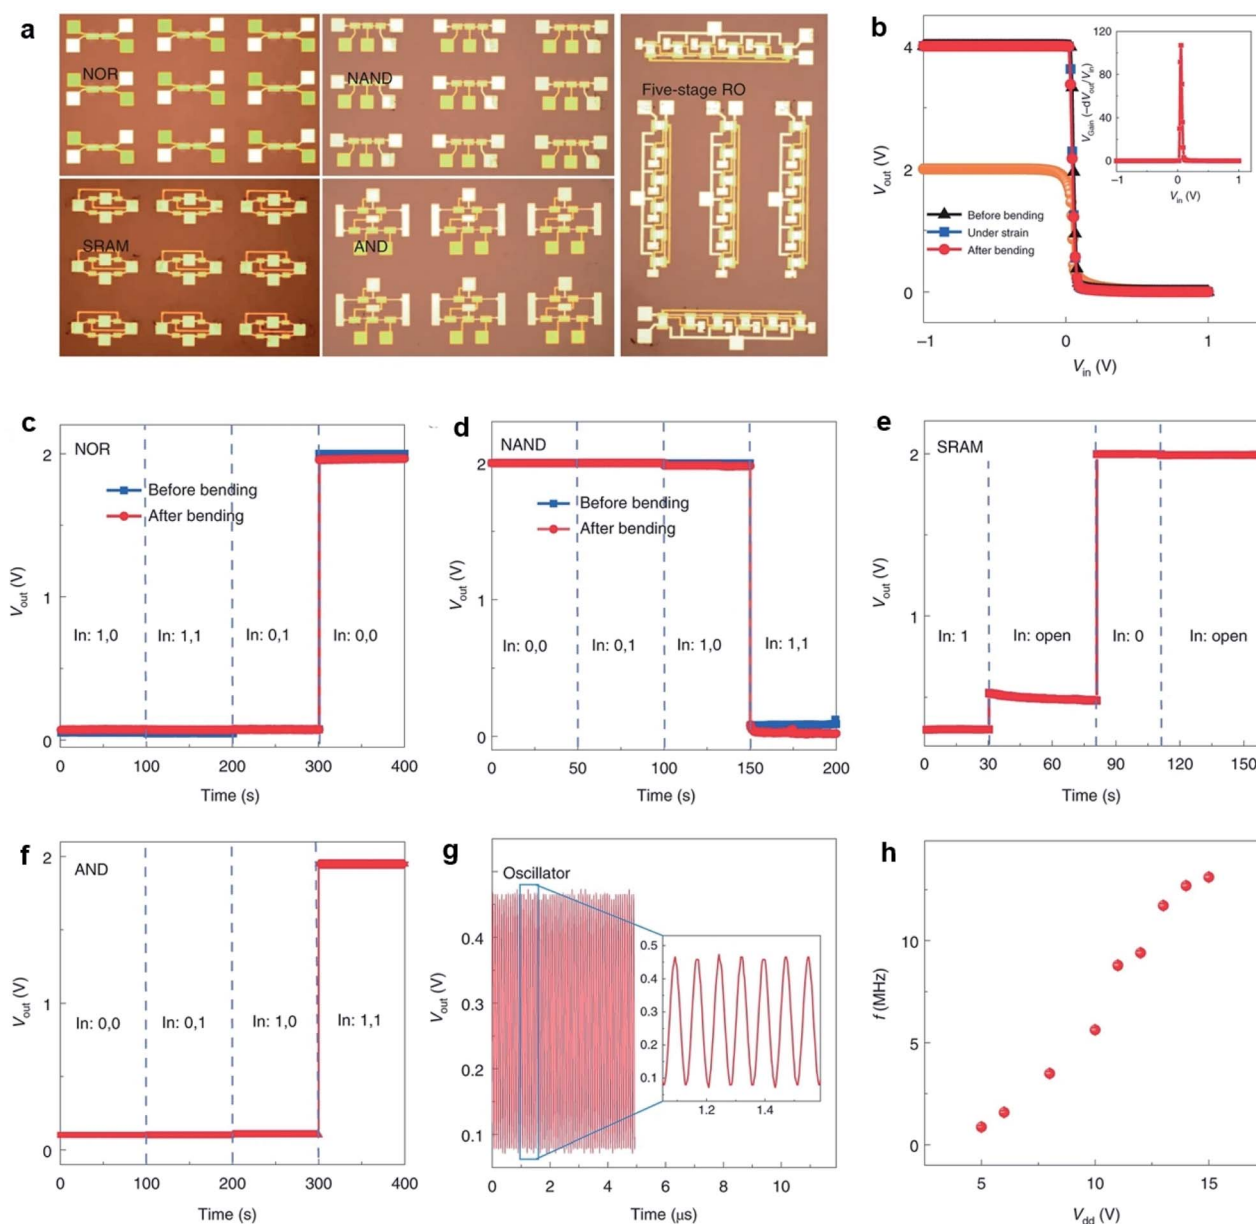 a
NOR
NAND
Five-stage RO
SRAM
AND
b
4
2
0
V_out (V)
−1
0
1
V_in (V)
Before bending
Under strain
After bending
120
80
40
0
V_Gain (−dV_out/V_in)
−1
0
1
V_in (V)
c
NOR
2
1
0
V_out (V)
Before bending
After bending
In: 1,0
In: 1,1
In: 0,1
In: 0,0
0
100
200
300
400
Time (s)
d
NAND
2
1
0
V_out (V)
Before bending
After bending
In: 0,0
In: 0,1
In: 1,0
In: 1,1
0
50
100
150
200
Time (s)
e
SRAM
2
1
V_out (V)
In: 1
In: open
In: 0
In: open
0
30
60
90
120
150
Time (s)
f
AND
2
1
0
V_out (V)
In: 0,0
In: 0,1
In: 1,0
In: 1,1
0
100
200
300
400
Time (s)
g
Oscillator
0.4
0.3
0.2
0.1
V_out (V)
0.5
0.4
0.3
0.2
0.1
1.2
1.4
0
2
4
6
8
10
Time (µs)
h
10
5
0
f (MHz)
5
10
15
V_dd (V)